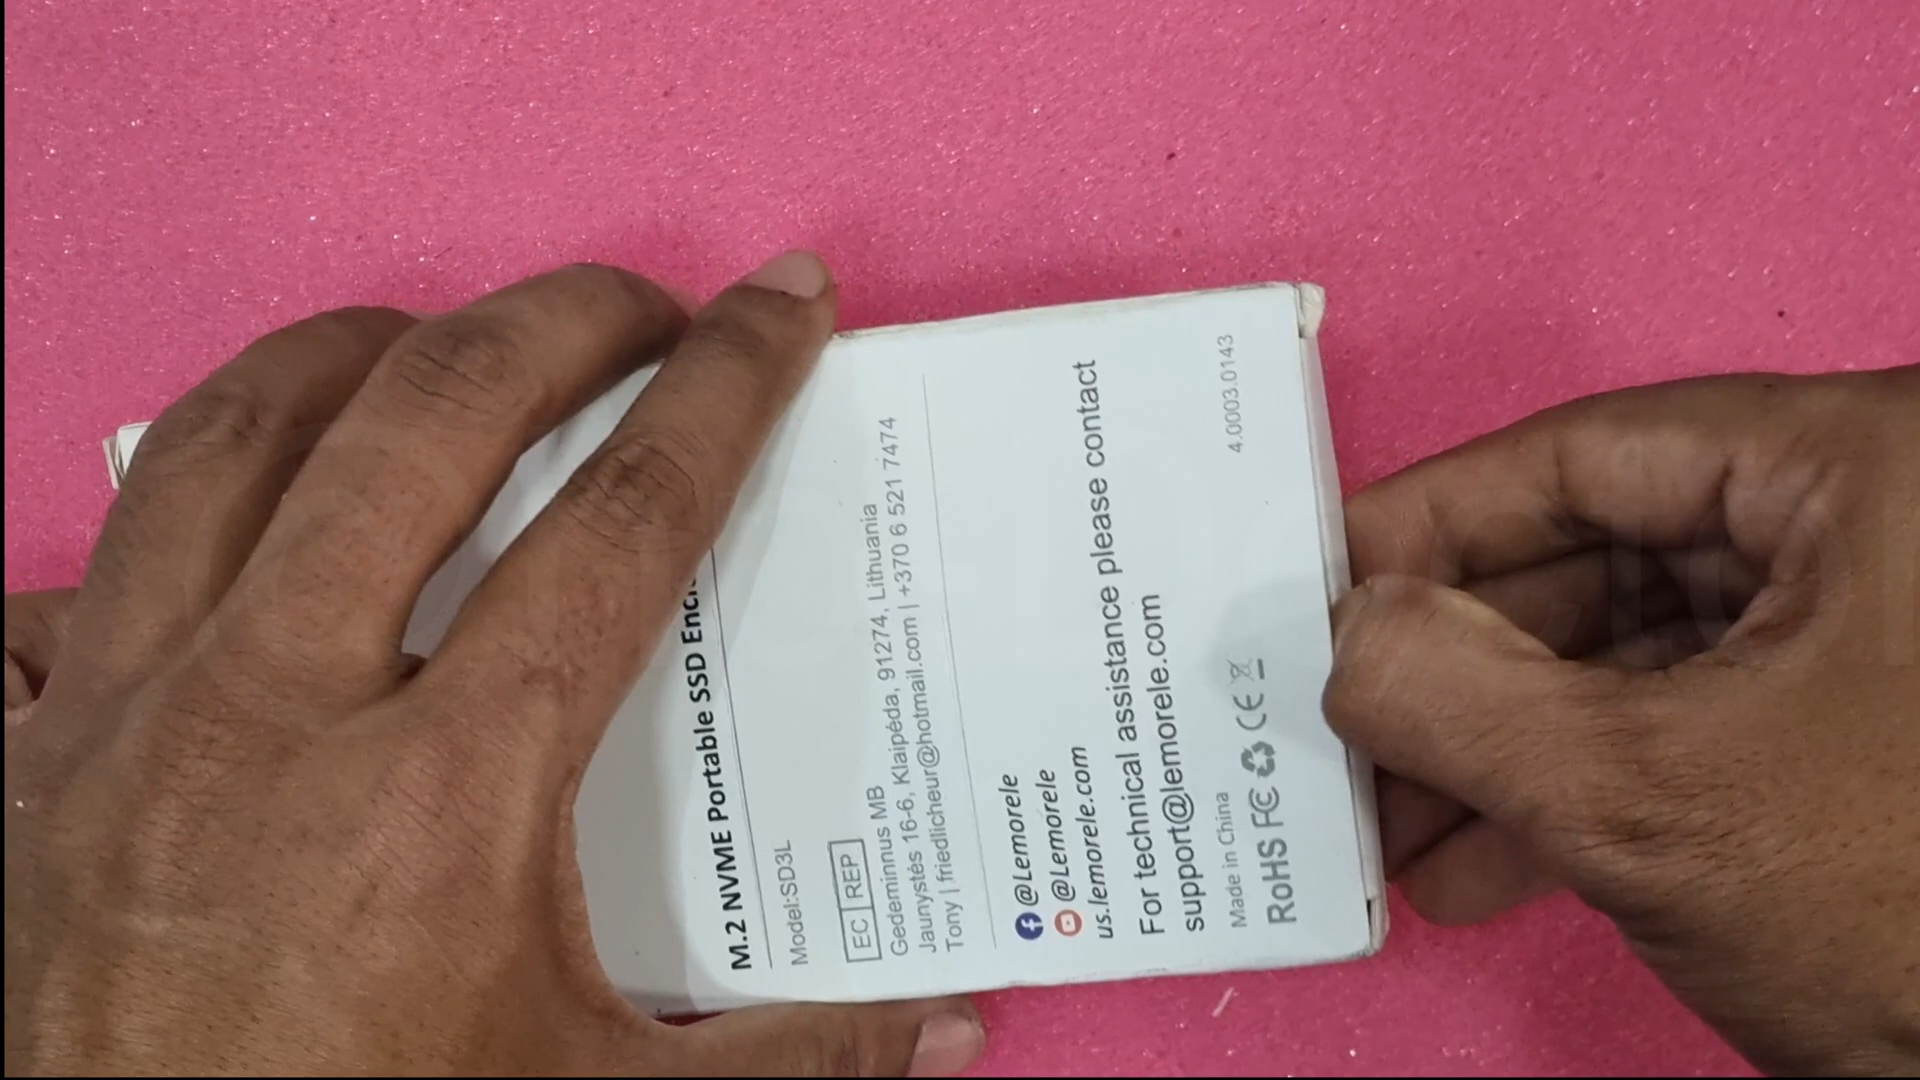 M.2 NVME Portable SSD
Model:SD3L
EC REP
Gedeminnus MB
Jaunystės 16-6, Klaipėda, 91274, Lithuania
Tony | friedlicheur@hotmail.com | +370 6 521 7474
@Lemorele
@Lemorele
us.lemorele.com
For technical assistance please contact
support@lemorele.com
Made in China
4.0003.0143
RoHS FC CE